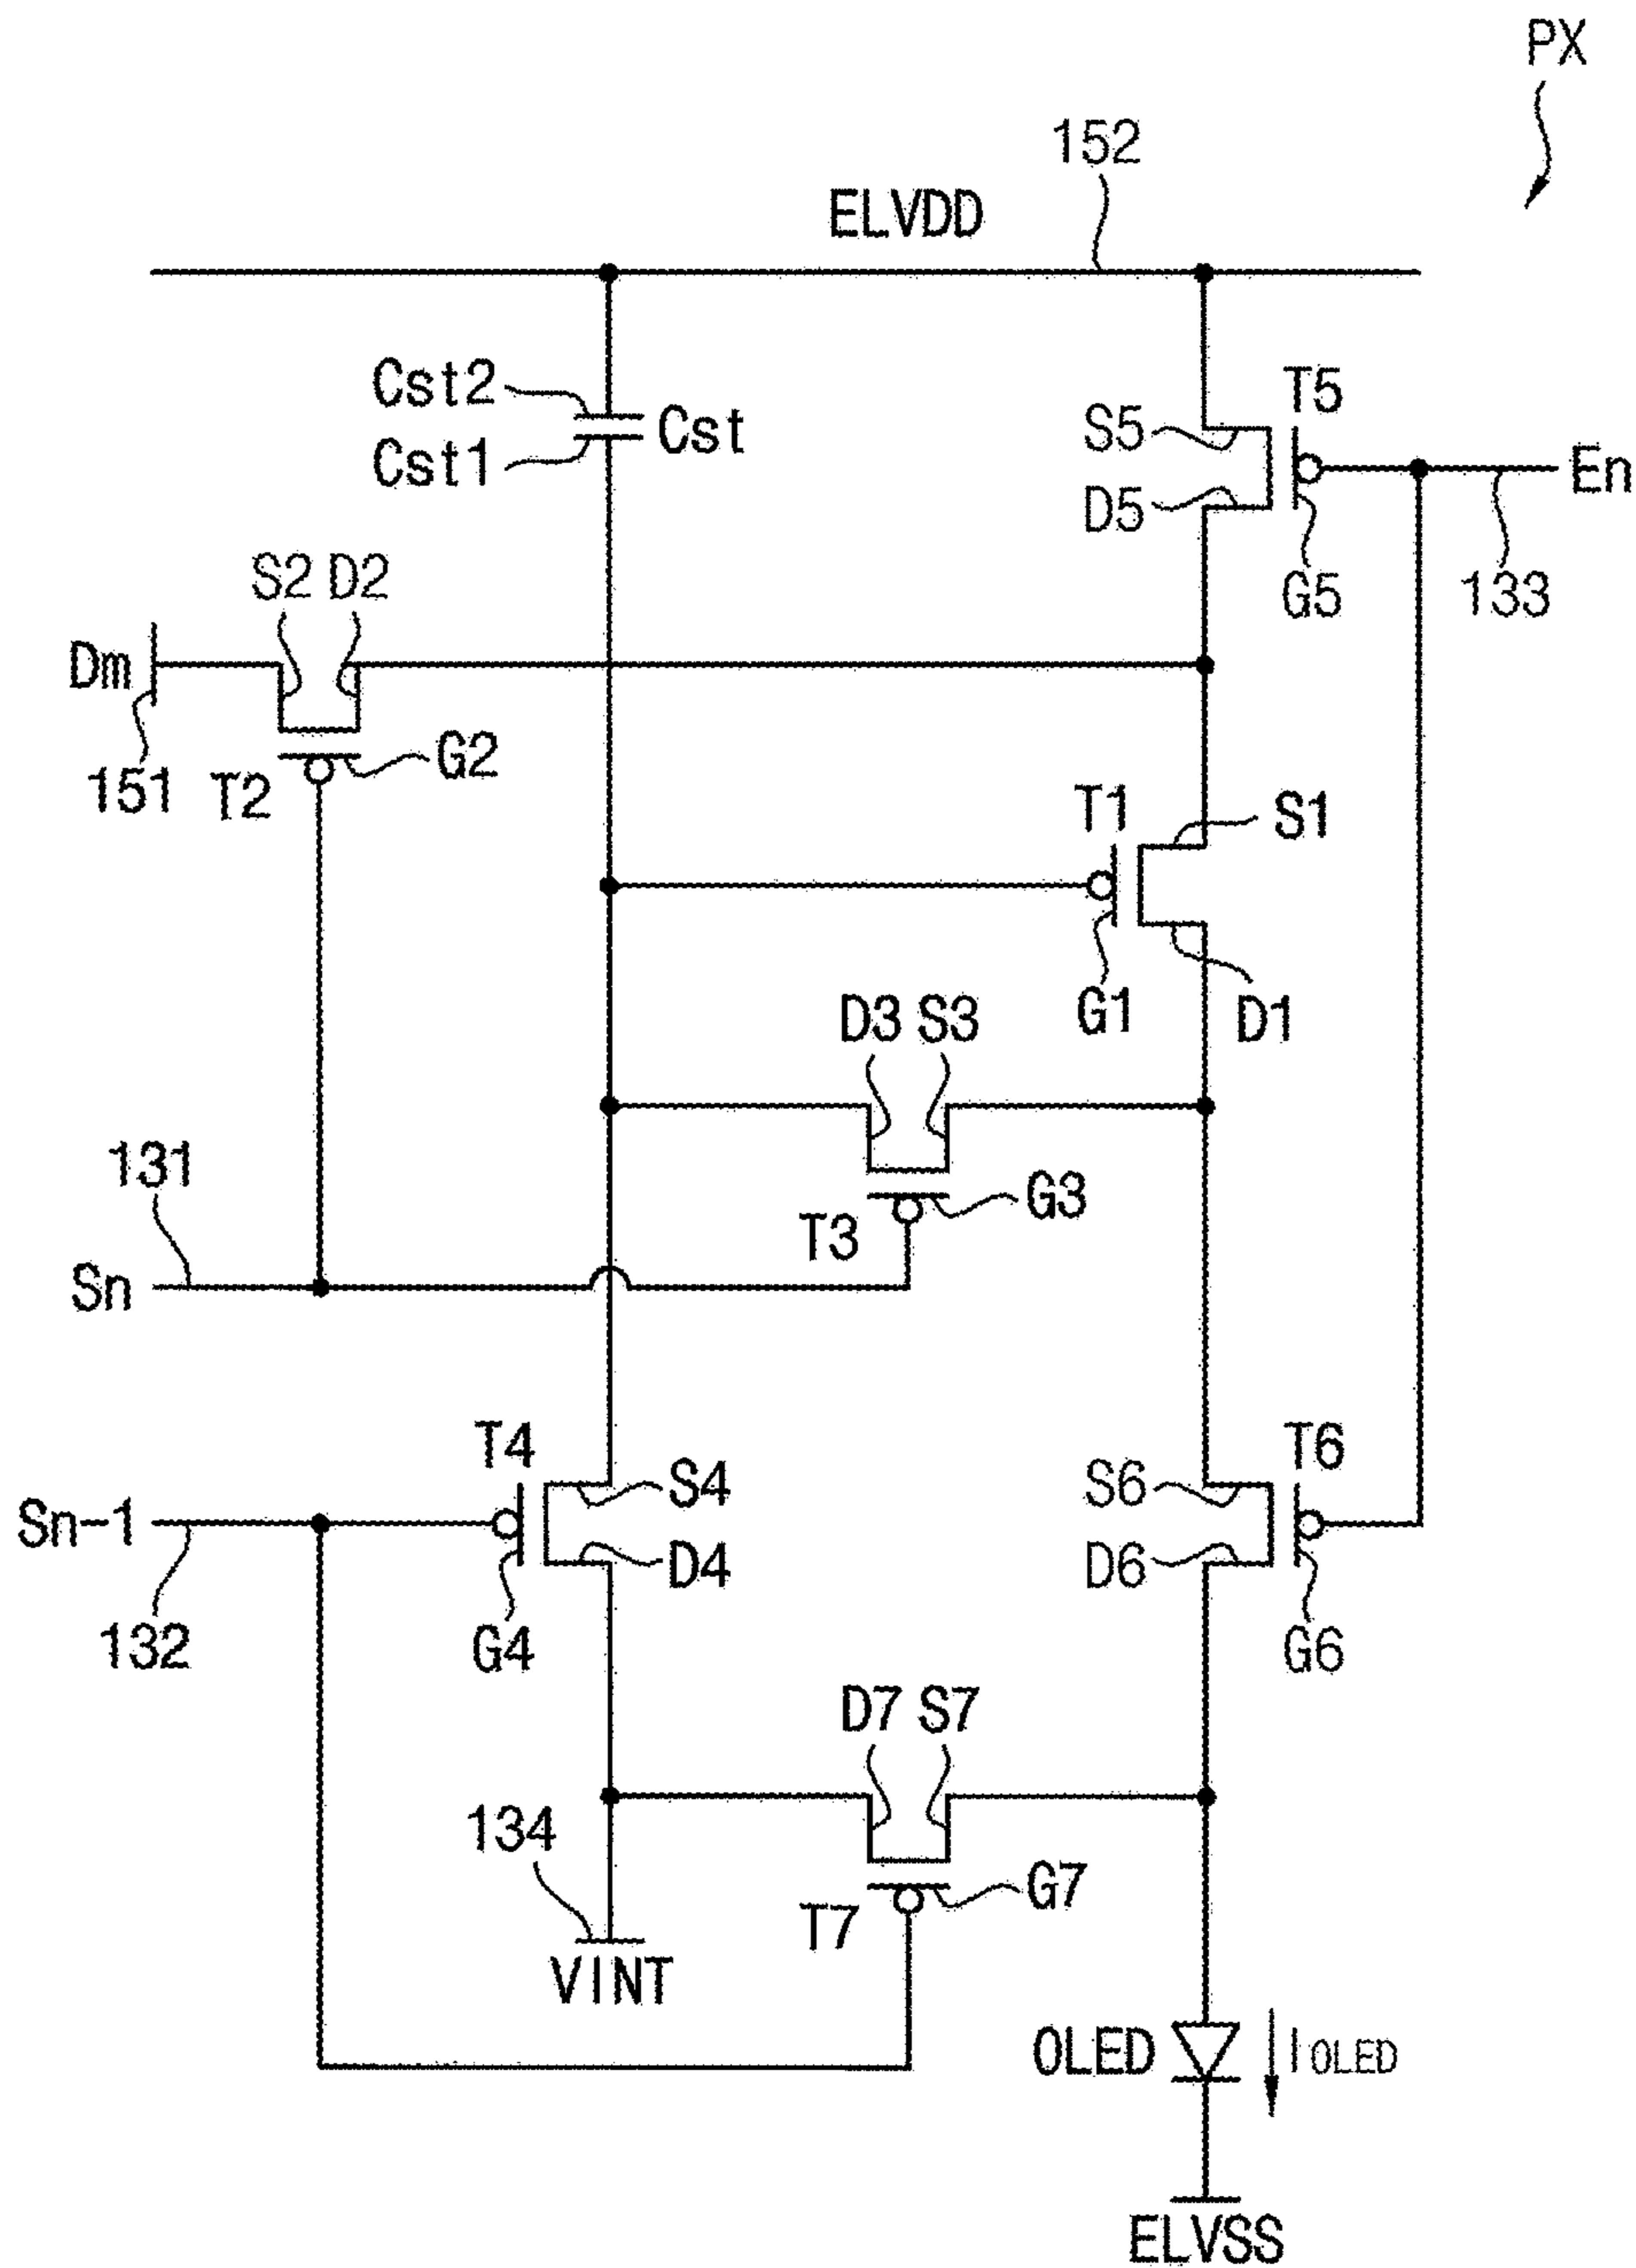 PX
152
ELVDD
Cst2
Cst
Cst1
T5
S5
D5
En
G5
133
S2 D2
Dm
151
T2
G2
T1
S1
G1
D1
D3 S3
131
G3
T3
Sn
T4
S4
Sn-1
D4
132
G4
T6
S6
D6
G6
D7 S7
134
G7
T7
VINT
OLED
IOLED
ELVSS